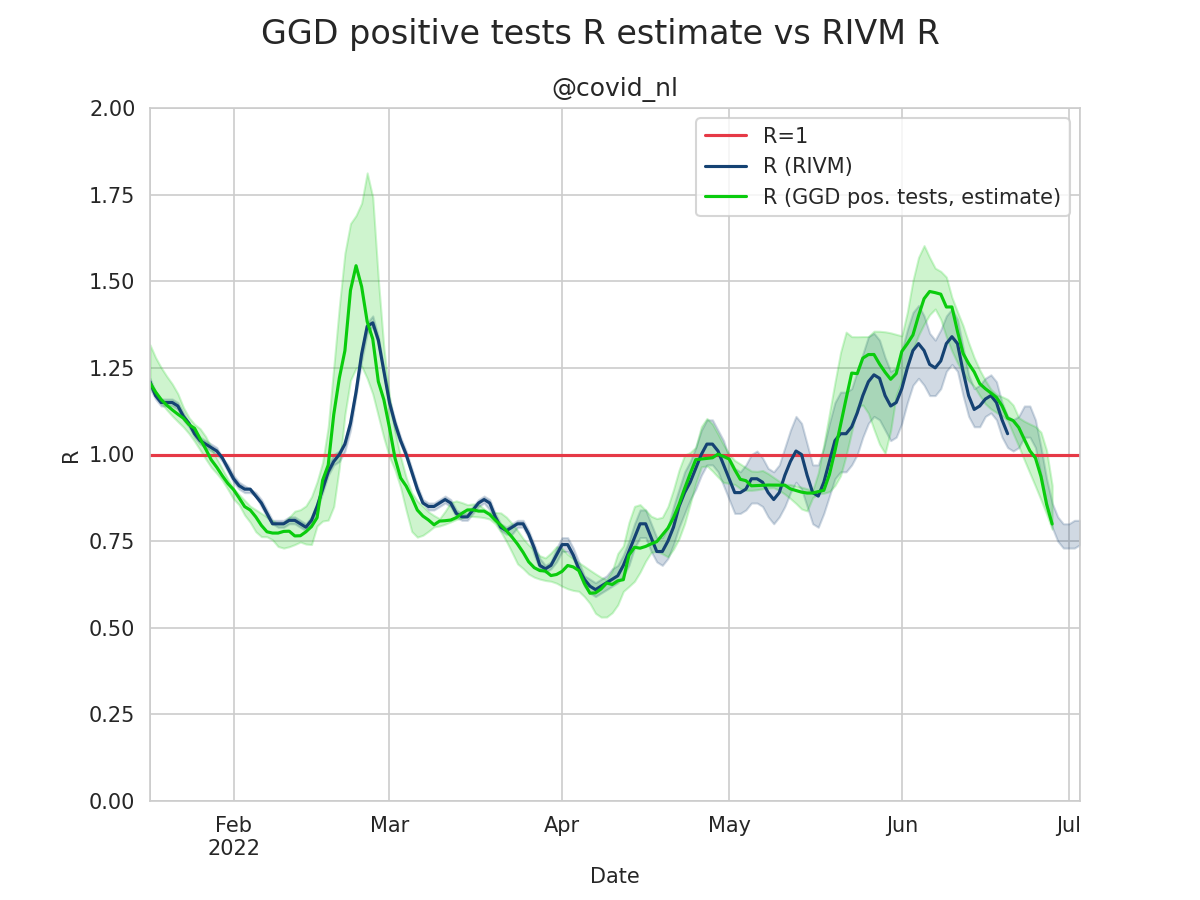 GGD positive tests R estimate vs RIVM R
@covid_nl
R=1
R (RIVM)
R (GGD pos. tests, estimate)
2.00
1.75
1.50
1.25
1.00
0.75
0.50
0.25
0.00
R
Feb Mar Apr May Jun Jul
2022
Date